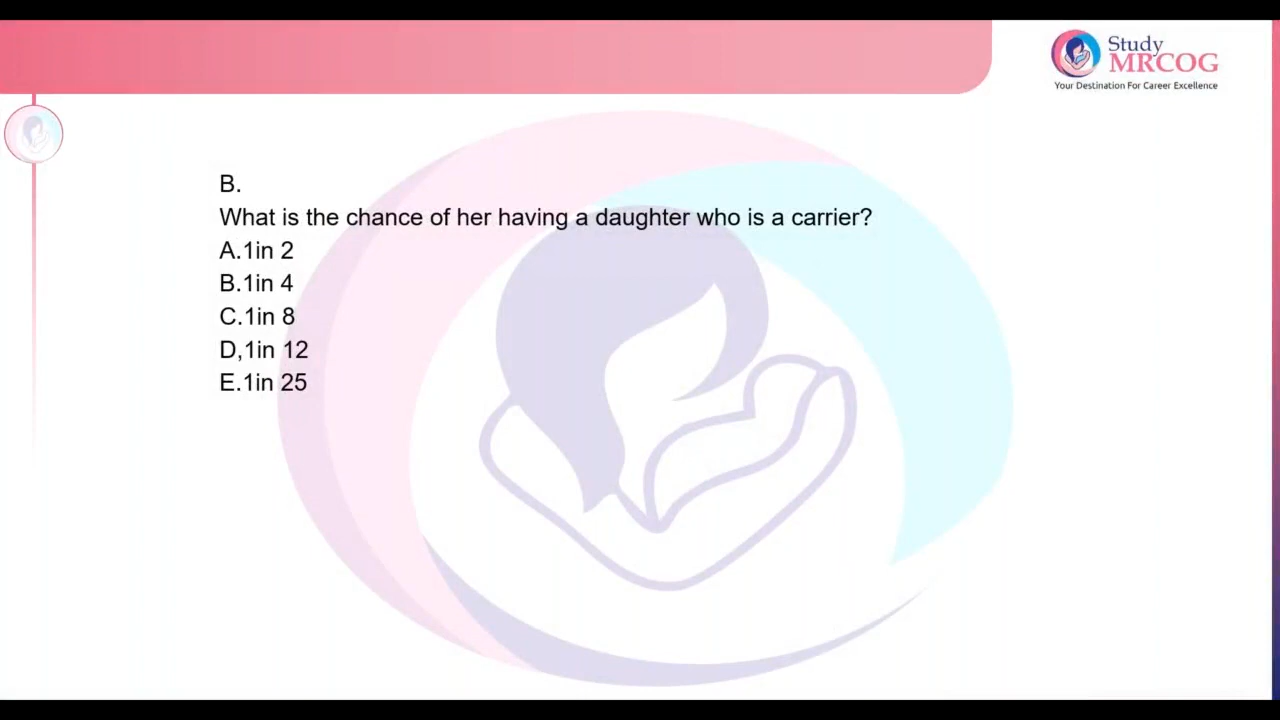 Study
MRCOG
Your Destination For Career Excellence
B.
What is the chance of her having a daughter who is a carrier?
A.1in 2
B.1in 4
C.1in 8
D,1in 12
E.1in 25